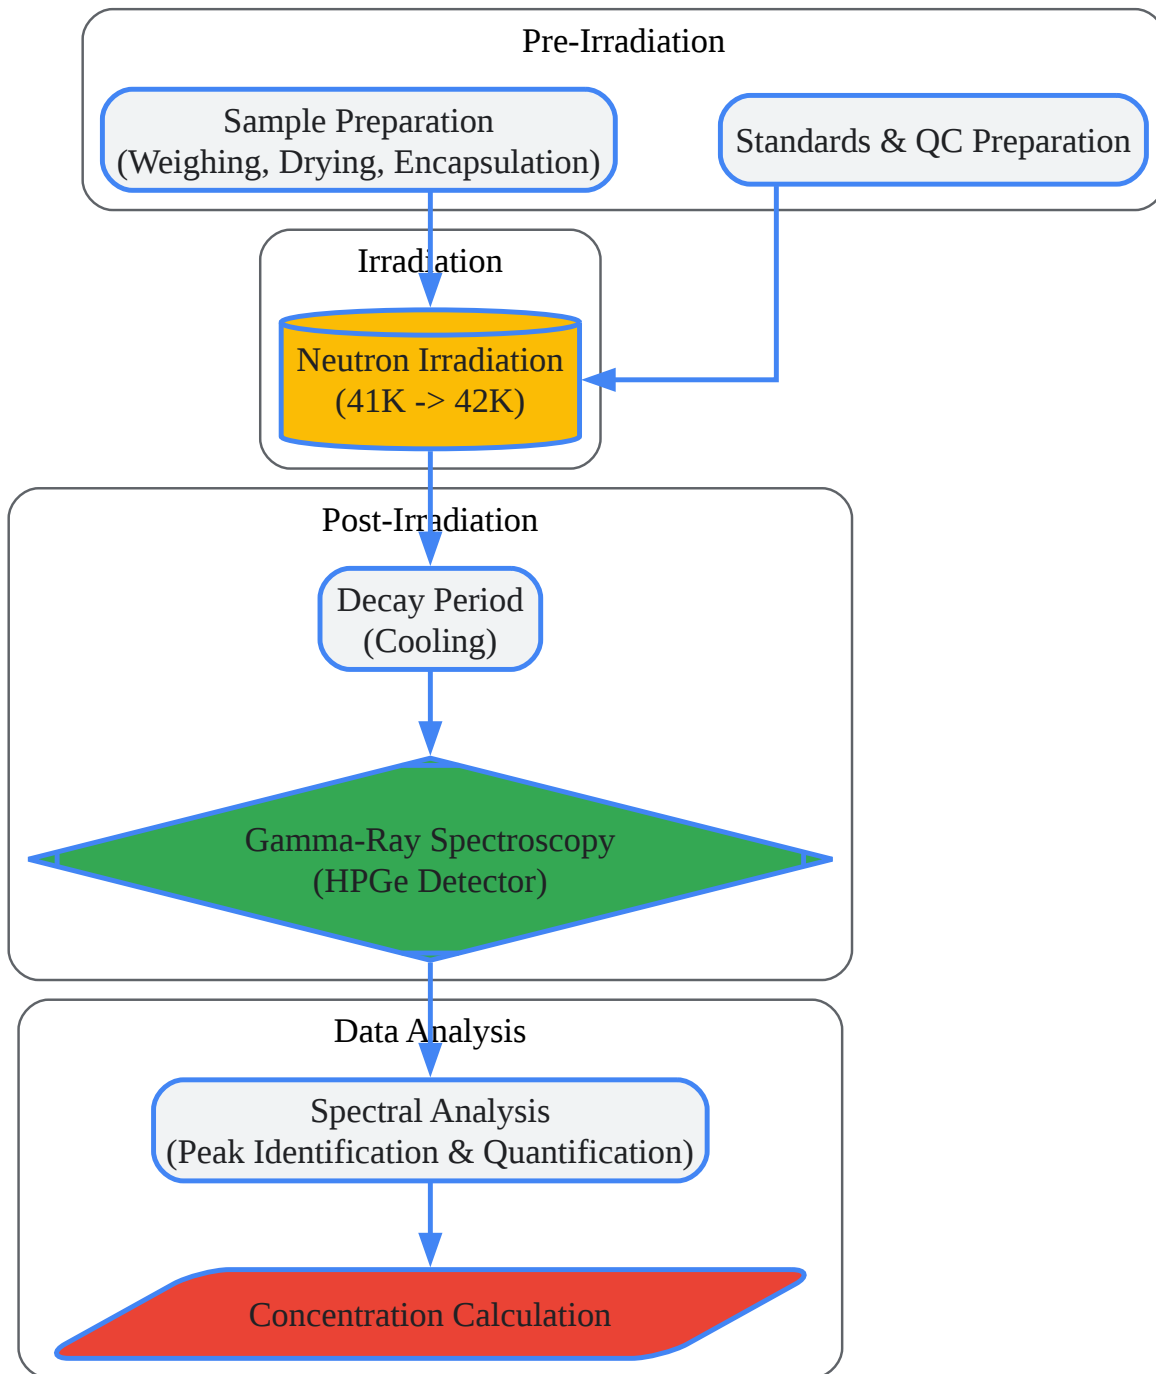 Pre-Irradiation
Sample Preparation
(Weighing, Drying, Encapsulation)
Standards & QC Preparation
Irradiation
Neutron Irradiation
(41K -> 42K)
Post-Irradiation
Decay Period
(Cooling)
Gamma-Ray Spectroscopy
(HPGe Detector)
Data Analysis
Spectral Analysis
(Peak Identification & Quantification)
Concentration Calculation